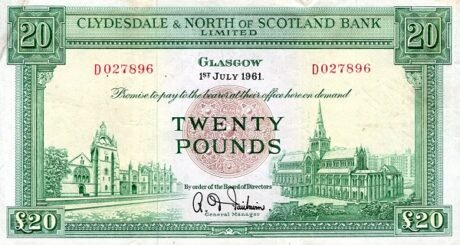 20 CLYDESDALE & NORTH OF SCOTLAND BANK 20
LIMITED
GLASGOW
D027896 1ST JULY 1961. D027896
Promise to pay to the bearer at their office here on demand
TWENTY
POUNDS
By order of the Board of Directors
General Manager
£20 £20